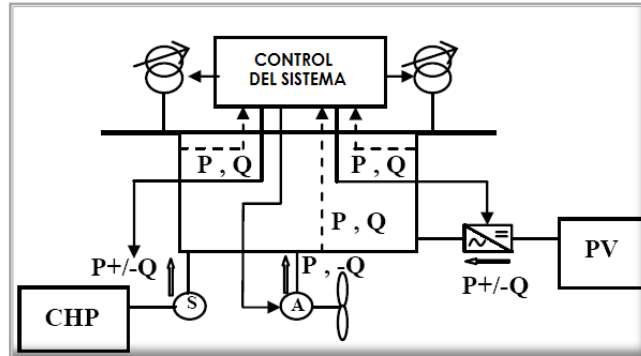 CONTROL
DEL SISTEMA
P , Q
P , Q
P , Q
P+/-Q
P , -Q
P+/-Q
S
A
CHP
PV